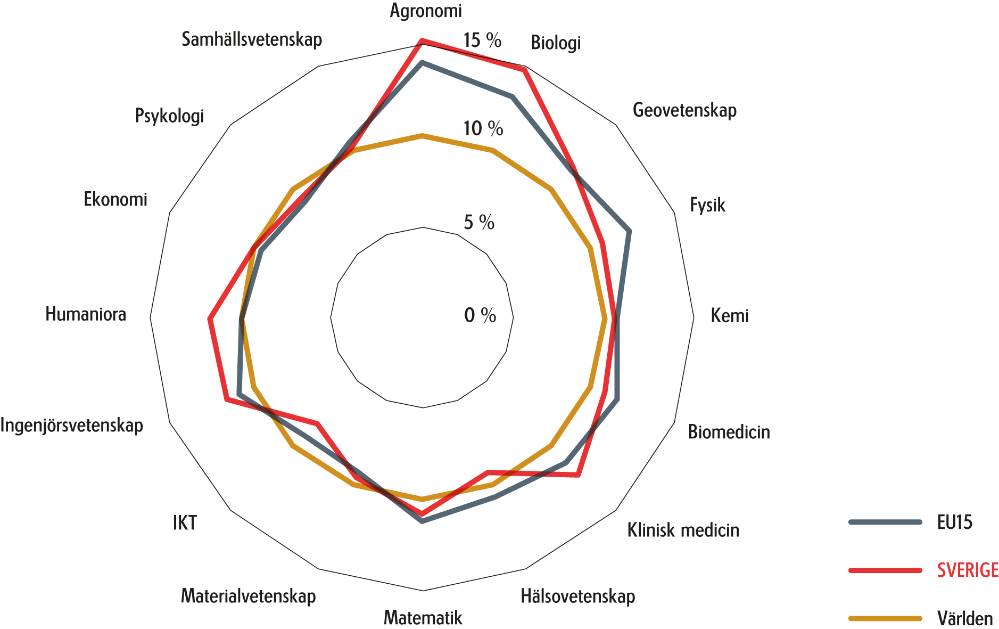 Agronomi
Samhällsvetenskap
15 %
Biologi
Psykologi
Geovetenskap
10 %
Ekonomi
Fysik
5 %
Humaniora
0 %
Kemi
Ingenjörsvetenskap
Biomedicin
IKT
Klinisk medicin
EU15
SVERIGE
Materialvetenskap
Hälsovetenskap
Matematik
Världen